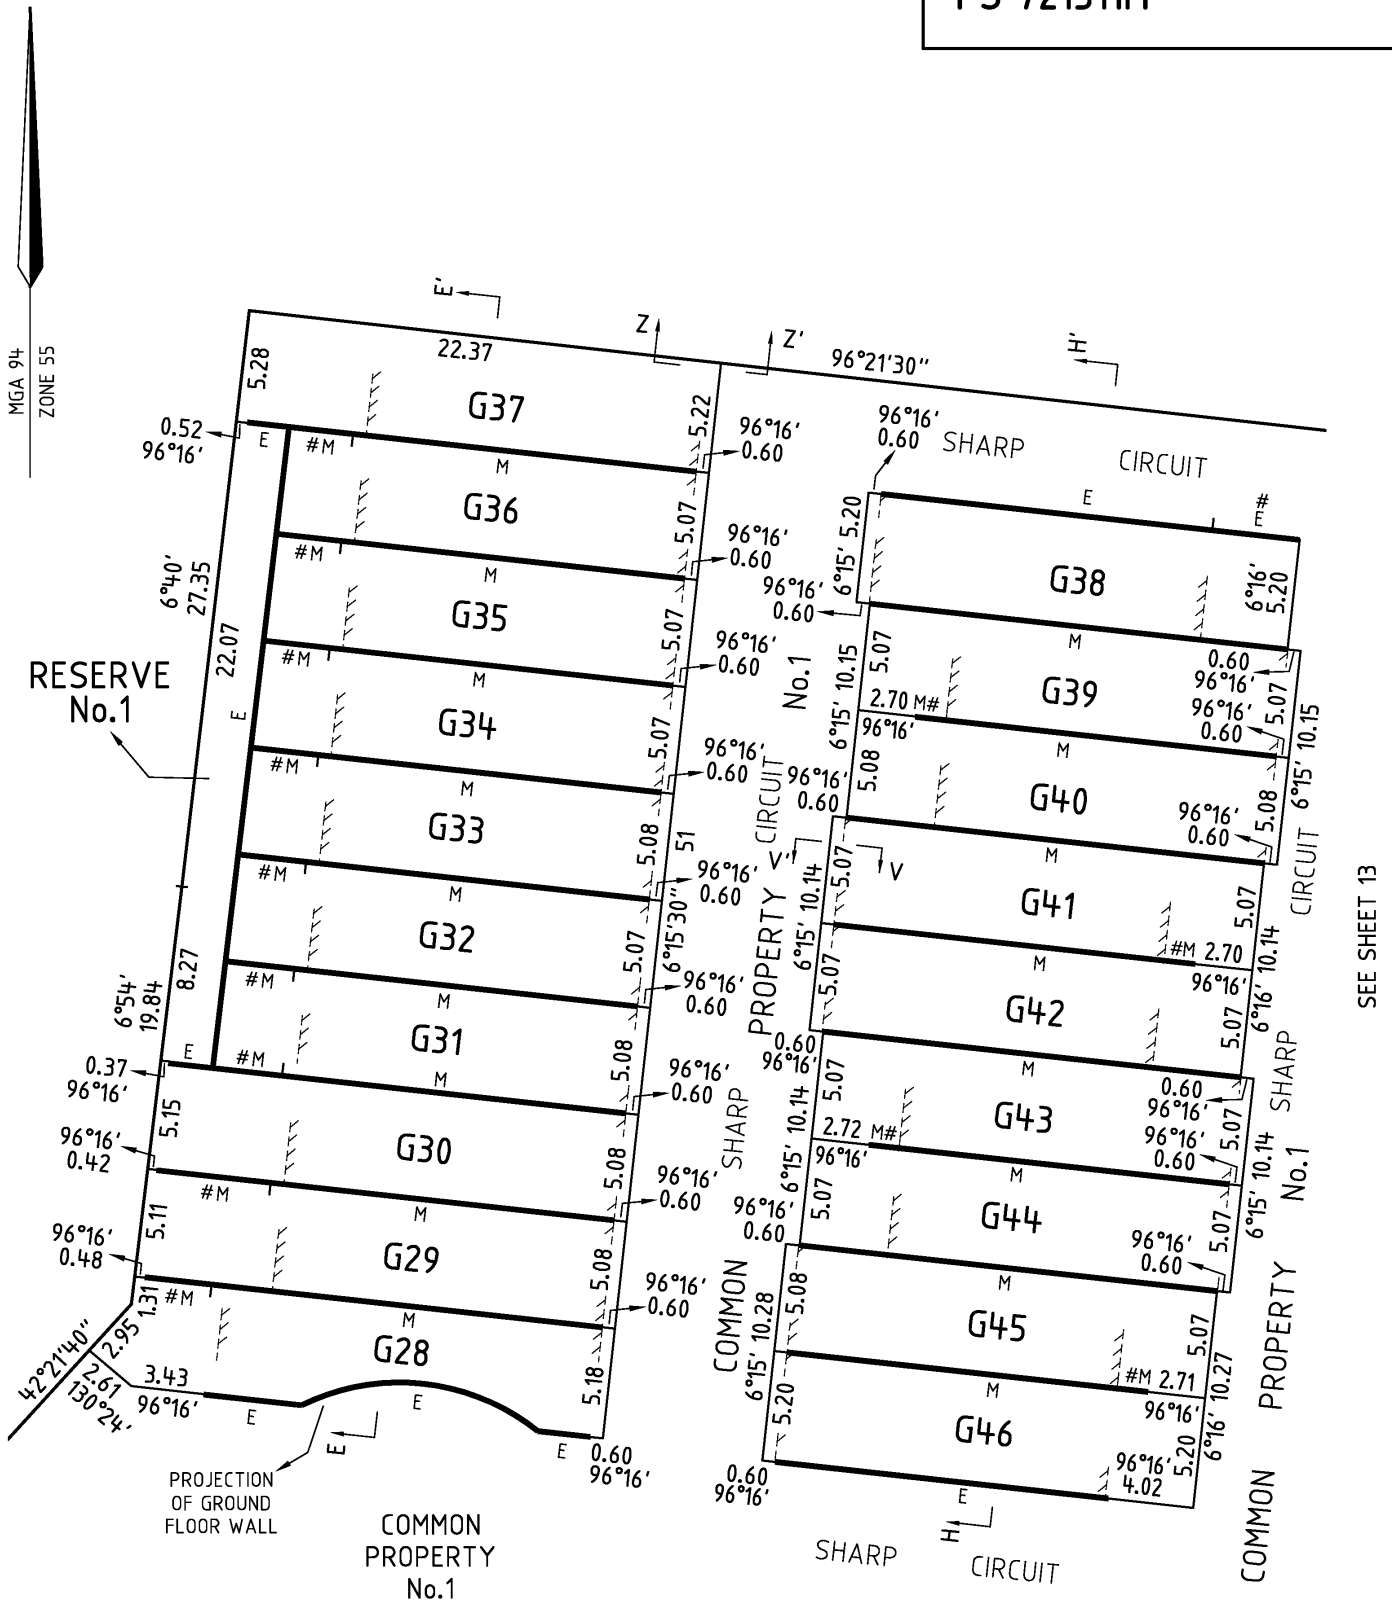 MGA 94
ZONE 55
E'
Z
Z'
H'
22.37
96°21'30"
5.28
G37
5.22
0.52
96°16'
E
#M
M
96°16'
0.60
96°16'
0.60
SHARP
CIRCUIT
E
#
E
G36
5.07
96°16'
0.60
#M
M
5.20
6°15'
G38
6°16'
5.20
6°40'
27.35
G35
5.07
96°16'
0.60
96°16'
0.60
M
#M
M
22.07
RESERVE
No.1
E
G34
5.07
96°16'
0.60
No.1
6°15' 10.15
5.07
G39
0.60
96°16'
5.07
2.70 M#
96°16'
M
96°16'
0.60
6°15' 10.15
#M
M
G33
5.08
96°16'
0.60
CIRCUIT
96°16'
0.60
5.08
G40
96°16'
0.60
5.08
#M
M
M
51
6°15'30"
V'
V
CIRCUIT
SEE SHEET 13
G32
5.07
96°16'
0.60
PROPERTY
6°15' 10.14
5.07
G41
5.07
#M 2.70
96°16'
M
8.27
6°54'
19.84
#M
M
G31
5.08
5.07
G42
5.07
6°16' 10.14
0.60
96°16'
M
0.60
96°16'
E
0.37
96°16'
#M
M
96°16'
0.60
SHARP
5.07
G43
5.07
SHARP
5.15
G30
5.08
6°15' 10.14
2.72 M#
96°16'
M
96°16'
0.60
6°15' 10.14
No.1
96°16'
0.42
#M
M
96°16'
0.60
96°16'
0.60
5.07
G44
5.07
5.11
G29
5.08
96°16'
0.60
M
96°16'
0.48
#M
M
96°16'
0.60
COMMON
6°15' 10.28
5.08
G45
5.07
1.31
2.95
G28
5.18
#M 2.71
96°16'
M
6°16' 10.27
PROPERTY
42°21'40"
2.61
130°24'
3.43
96°16'
E
E
E
E
0.60
96°16'
5.20
G46
5.20
96°16'
4.02
0.60
96°16'
E
H
COMMON
PROJECTION
OF GROUND
FLOOR WALL
COMMON
PROPERTY
No.1
SHARP
CIRCUIT